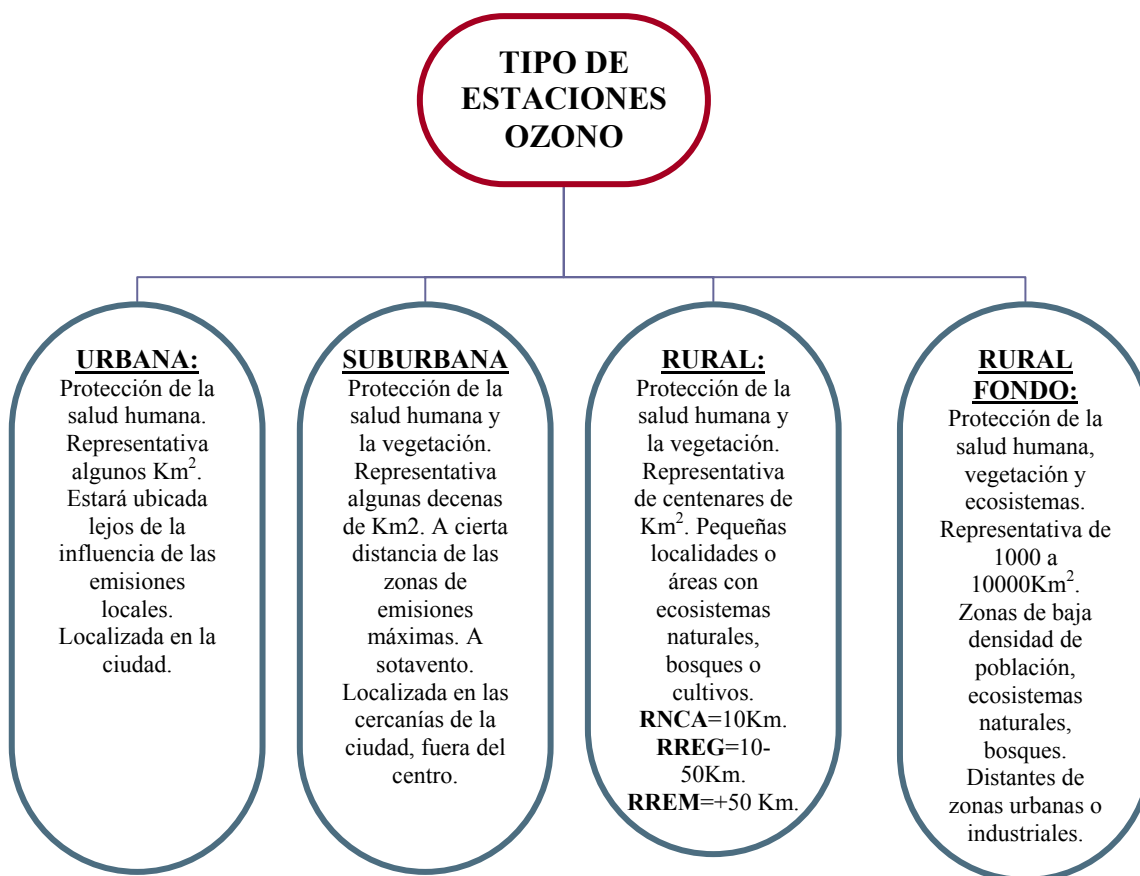 TIPO DE
ESTACIONES
OZONO
URBANA:
Protección de la
salud humana.
Representativa
algunos Km².
Estará ubicada
lejos de la
influencia de las
emisiones
locales.
Localizada en la
ciudad.
SUBURBANA
Protección de la
salud humana y
la vegetación.
Representativa
algunas decenas
de Km2. A cierta
distancia de las
zonas de
emisiones
máximas. A
sotavento.
Localizada en las
cercanías de la
ciudad, fuera del
centro.
RURAL:
Protección de la
salud humana y
la vegetación.
Representativa
de centenares de
Km². Pequeñas
localidades o
áreas con
ecosistemas
naturales,
bosques o
cultivos.
RNCA=10Km.
RREG=10-
50Km.
RREM=+50 Km.
RURAL
FONDO:
Protección de la
salud humana,
vegetación y
ecosistemas.
Representativa de
1000 a
10000Km².
Zonas de baja
densidad de
población,
ecosistemas
naturales,
bosques.
Distantes de
zonas urbanas o
industriales.